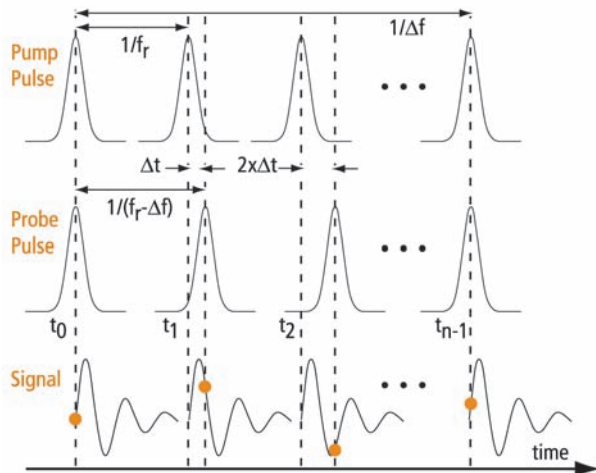 1/Δf
1/fr
Pump
Pulse
Δt
2xΔt
1/(fr-Δf)
Probe
Pulse
t0
t1
t2
tn-1
Signal
time